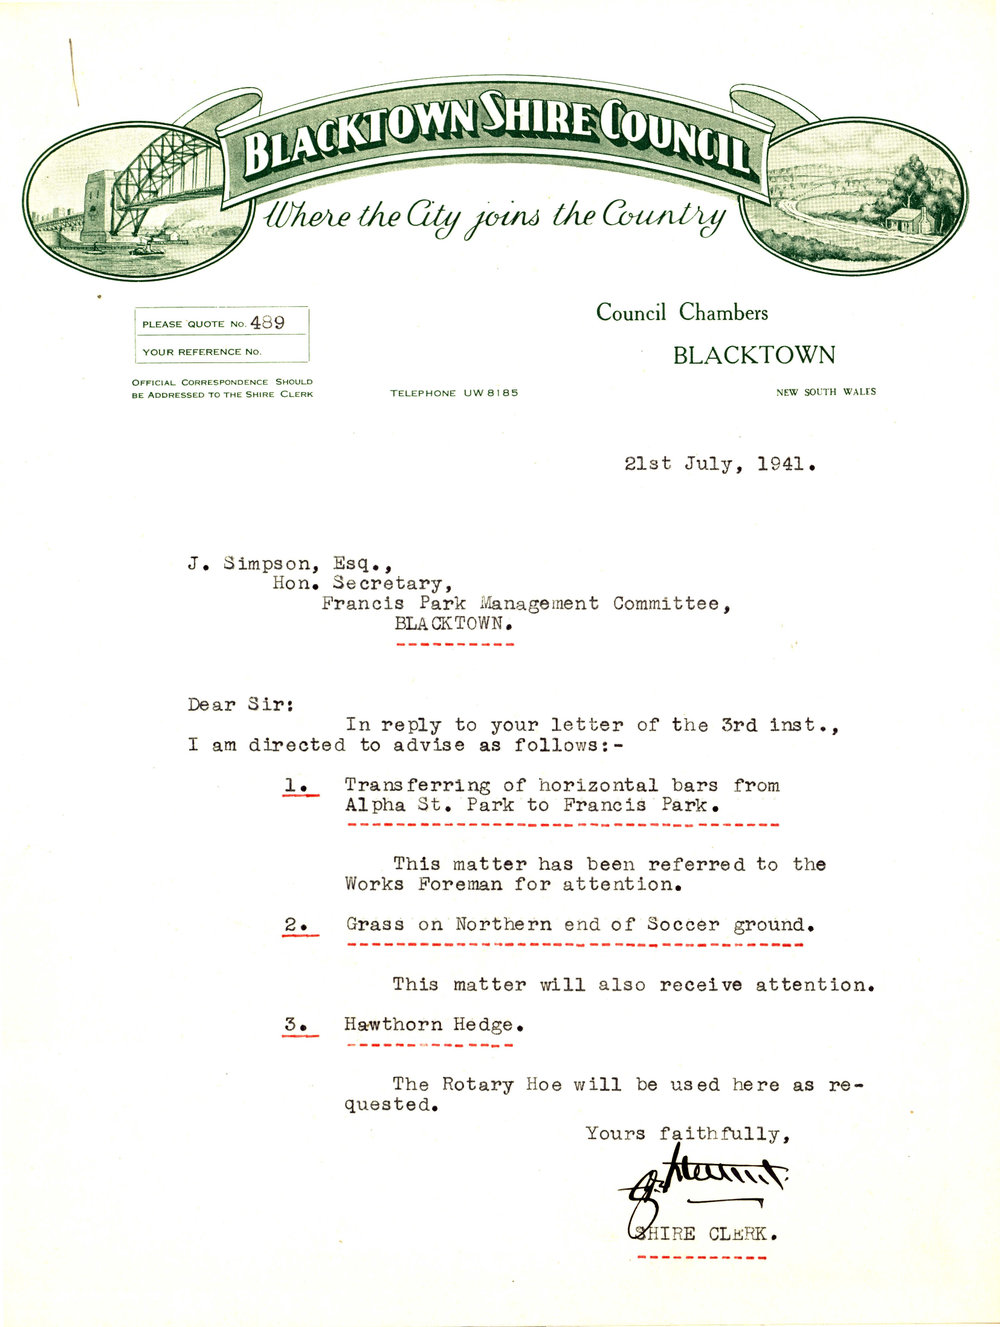 BLACKTOWN SHIRE COUNCIL
Where the City joins the Country
PLEASE QUOTE No. 489
YOUR REFERENCE No.
OFFICIAL CORRESPONDENCE SHOULD
BE ADDRESSED TO THE SHIRE CLERK
TELEPHONE UW 8185
Council Chambers
BLACKTOWN
NEW SOUTH WALES
21st July, 1941.
J. Simpson, Esq.,
Hon. Secretary,
Francis Park Management Committee,
BLACKTOWN.
Dear Sir:
In reply to your letter of the 3rd inst.,
I am directed to advise as follows:-
1. Transferring of horizontal bars from
Alpha St. Park to Francis Park.
This matter has been referred to the
Works Foreman for attention.
2. Grass on Northern end of Soccer ground.
This matter will also receive attention.
3. Hawthorn Hedge.
The Rotary Hoe will be used here as re-
quested.
Yours faithfully,
SHIRE CLERK.